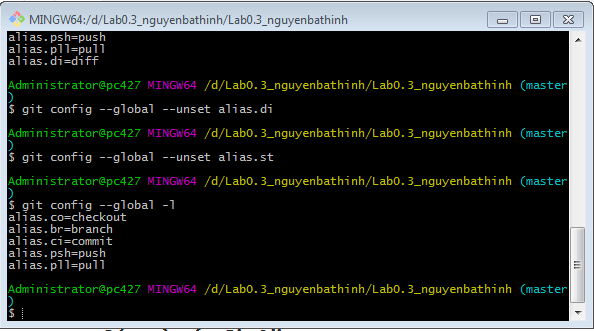 MINGW64:/d/Lab0.3_nguyenbathinh/Lab0.3_nguyenbathinh
alias.psh=push
alias.pll=pull
alias.di=diff
Administrator@pc427 MINGW64 /d/Lab0.3_nguyenbathinh/Lab0.3_nguyenbathinh (master
)
$ git config --global --unset alias.di
Administrator@pc427 MINGW64 /d/Lab0.3_nguyenbathinh/Lab0.3_nguyenbathinh (master
)
$ git config --global --unset alias.st
Administrator@pc427 MINGW64 /d/Lab0.3_nguyenbathinh/Lab0.3_nguyenbathinh (master
)
$ git config --global -l
alias.co=checkout
alias.br=branch
alias.ci=commit
alias.psh=push
alias.pll=pull
Administrator@pc427 MINGW64 /d/Lab0.3_nguyenbathinh/Lab0.3_nguyenbathinh (master
)
$